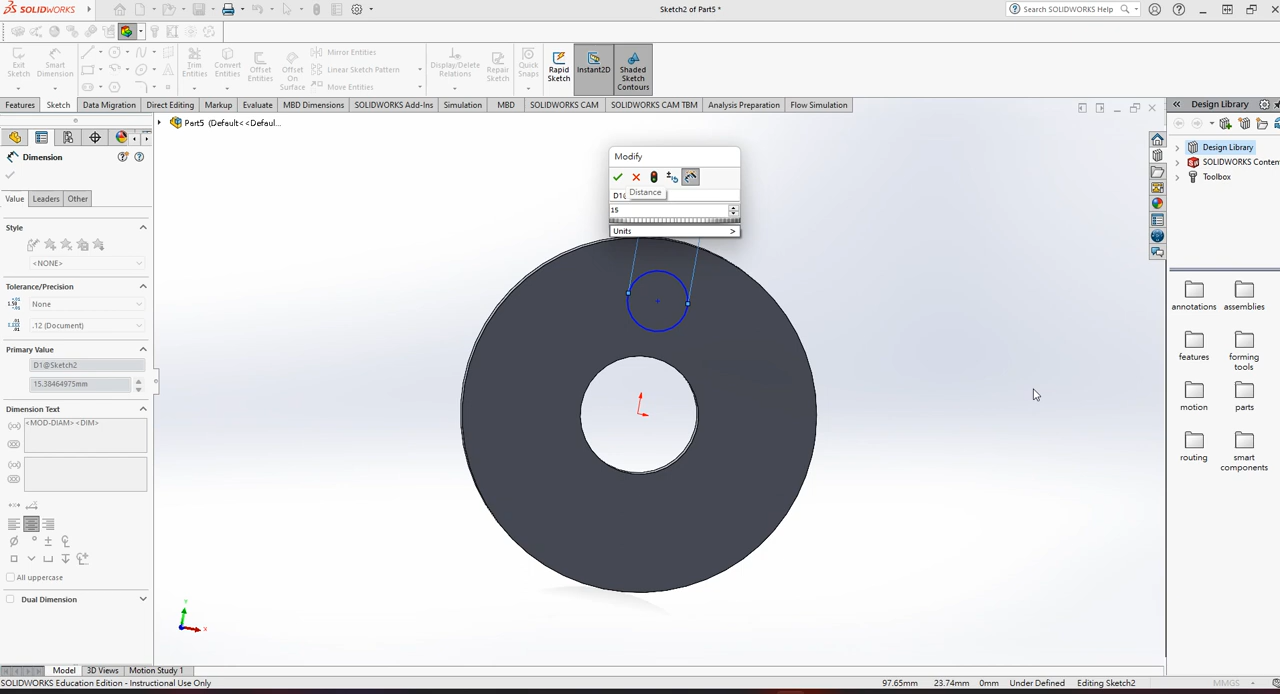 SOLIDWORKS
Sketch2 of Part5 *
Search SOLIDWORKS Help
Exit Sketch
Smart Dimension
Trim Entities
Convert Entities
Offset Entities
Offset On Surface
Mirror Entities
Linear Sketch Pattern
Move Entities
Display/Delete Relations
Repair Sketch
Quick Snaps
Rapid Sketch
Instant2D
Shaded Sketch Contours
Features
Sketch
Data Migration
Direct Editing
Markup
Evaluate
MBD Dimensions
SOLIDWORKS Add-Ins
Simulation
MBD
SOLIDWORKS CAM
SOLIDWORKS CAM TBM
Analysis Preparation
Flow Simulation
Part5 (Default<<Defaul...
Dimension
Value
Leaders
Other
Style
<NONE>
Tolerance/Precision
None
.12 (Document)
Primary Value
D1@Sketch2
15.38464975mm
Dimension Text
<MOD-DIAM> <DIM>
All uppercase
Dual Dimension
Modify
Distance
15
Units
Design Library
Design Library
SOLIDWORKS Conten
Toolbox
annotations
assemblies
features
forming tools
motion
parts
routing
smart components
Model
3D Views
Motion Study 1
SOLIDWORKS Education Edition - Instructional Use Only
97.65mm
23.74mm
0mm
Under Defined
Editing Sketch2
MMGS